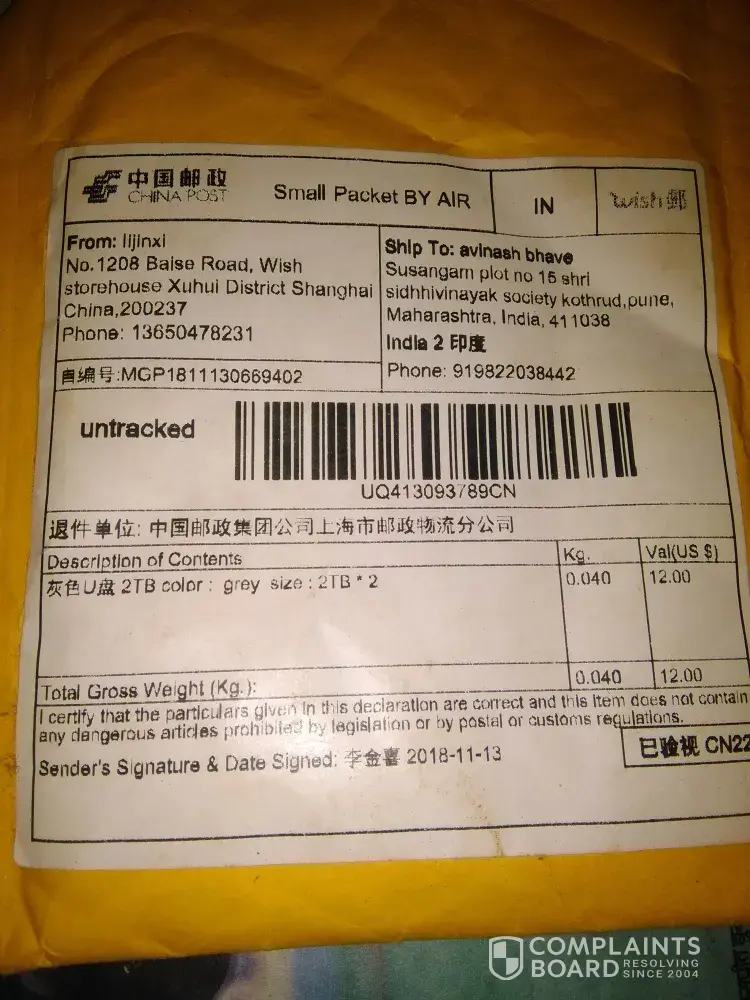 中国邮政
CHINA POST
Small Packet BY AIR
IN
wish邮
From: lijinxi
No.1208 Baise Road, Wish
storehouse Xuhui District Shanghai
China,200237
Phone: 13650478231
Ship To: avinash bhave
Susangam plot no 15 shri
sidhhivinayak society kothrud,pune,
Maharashtra, India, 411038
India 2 印度
Phone: 919822038442
自编号:MGP1811130669402
untracked
UQ413093789CN
退件单位: 中国邮政集团公司上海市邮政物流分公司
Description of Contents
Kg.
Val(US $)
灰色U盘 2TB color : grey size : 2TB * 2
0.040
12.00
Total Gross Weight (Kg.):
0.040
12.00
I certify that the particulars given in this declaration are correct and this item does not contain
any dangerous articles prohibited by legislation or by postal or customs regulations.
Sender's Signature & Date Signed: 李金喜 2018-11-13
已验视 CN22
COMPLAINTS
BOARD RESOLVING
SINCE 2004